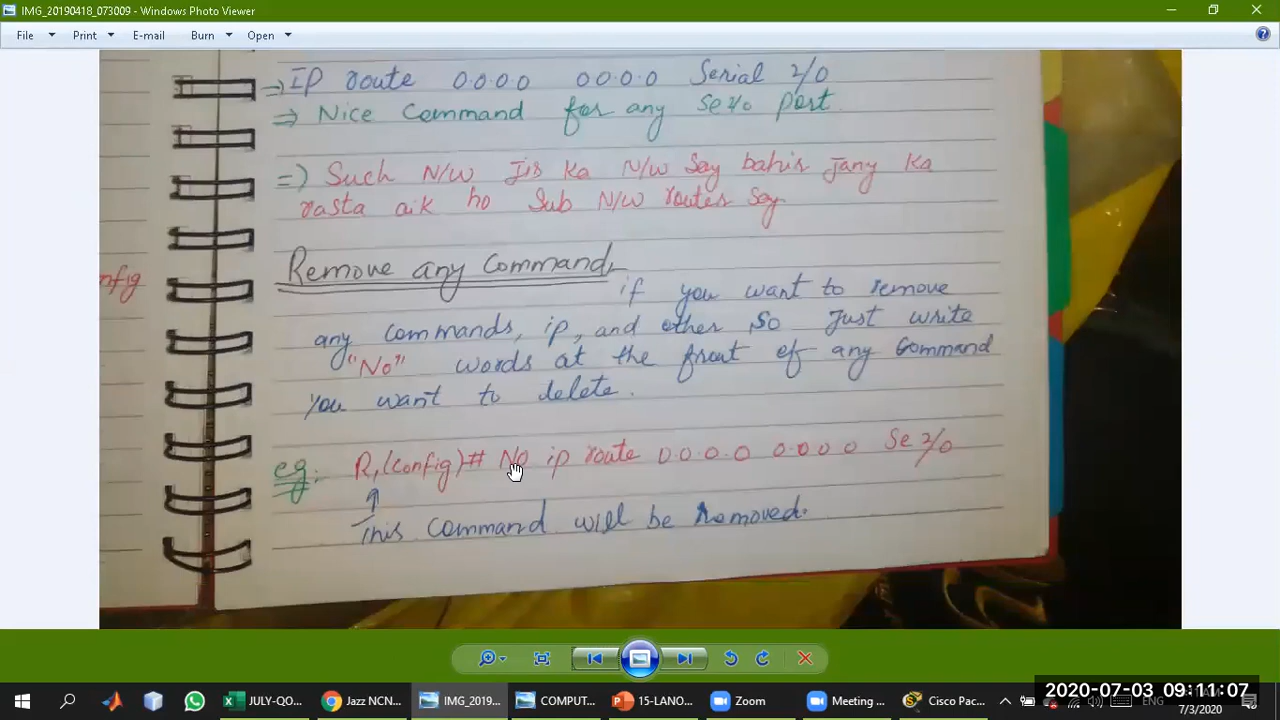 IMG_20190418_073009 - Windows Photo Viewer
File Print E-mail Burn Open
=> IP route 0.0.0.0 0.0.0.0 Serial 2/0
=> Nice Command for any Se2/0 Port
=> Such N/W Jis ka N/W Say bahir Jany ka
rasta aik ho Sub N/W routes Say
nfig
Remove any Command,
if you want to remove
any commands, ip, and other so Just write
"No" words at the front of any Command
you want to delete.
eg: R1(config)# No ip route 0.0.0.0 0.0.0.0 Se 2/0
This Command will be Removed.
JULY-QO... Jazz NCN... IMG_2019... COMPUT... 15-LANO... Zoom Meeting ... Cisco Pac... ENG
2020-07-03 09:11:07
7/3/2020